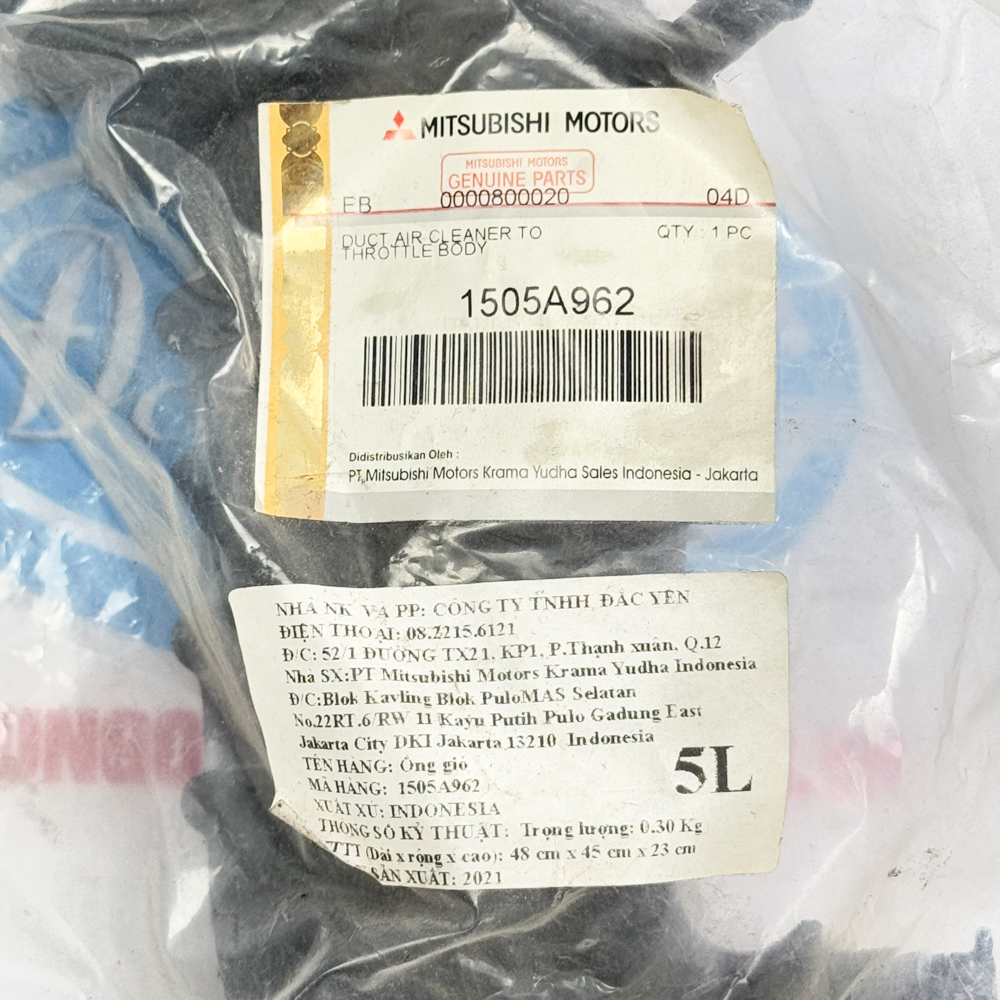 MITSUBISHI MOTORS
MITSUBISHI MOTORS
GENUINE PARTS
EB 0000800020 04D
DUCT AIR CLEANER TO QTY : 1 PC
THROTTLE BODY
1505A962
Didistribusikan Oleh :
PT. Mitsubishi Motors Krama Yudha Sales Indonesia - Jakarta
NHÀ NK VÀ PP: CÔNG TY TNHH ĐẮC YẾN
ĐIỆN THOẠI: 08.2215.6121
Đ/C: 52/1 ĐƯỜNG TX21, KP1, P.Thạnh xuân, Q.12
Nhà SX:PT Mitsubishi Motors Krama Yudha Indonesia
Đ/C:Blok Kavling Blok PuloMAS Selatan
No.22RT.6/RW 11 Kayu Putih Pulo Gadung East
Jakarta City DKI Jakarta 13210 Indonesia
TÊN HÀNG: Ống gió
MÃ HÀNG: 1505A962
5L
XUẤT XỨ: INDONESIA
THÔNG SỐ KỸ THUẬT: Trọng lượng: 0.30 Kg
(Dài x rộng x cao): 48 cm x 45 cm x 23 cm
SẢN XUẤT: 2021